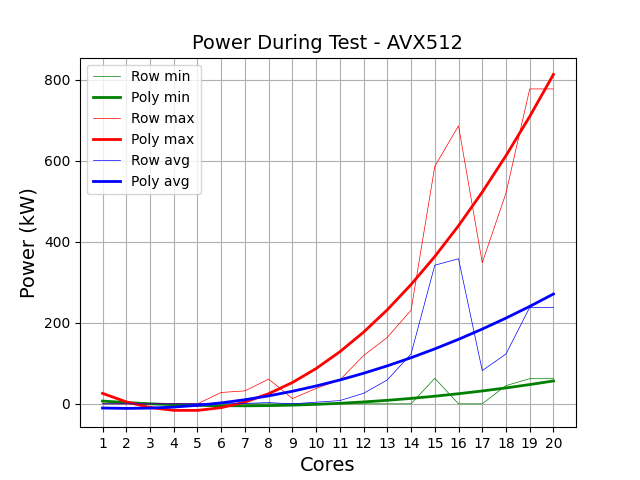 Power During Test - AVX512
Row min
Poly min
Row max
Poly max
Row avg
Poly avg
Power (kW)
800
600
400
200
0
1 2 3 4 5 6 7 8 9 10 11 12 13 14 15 16 17 18 19 20
Cores